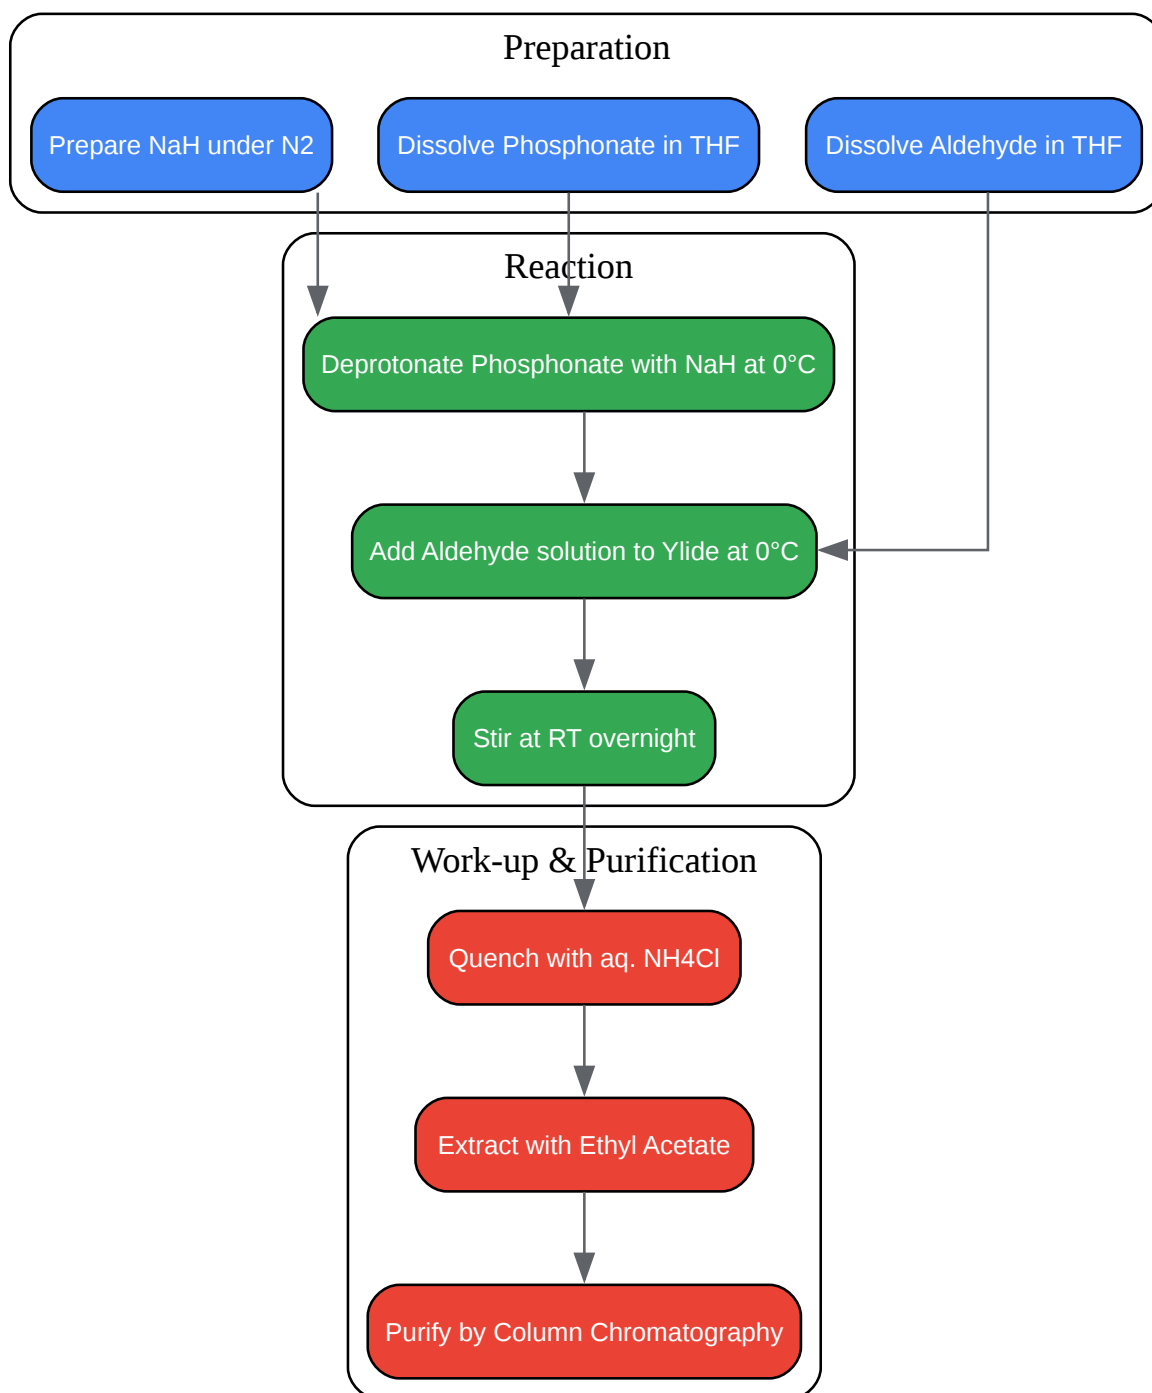 Preparation
Prepare NaH under N2
Dissolve Phosphonate in THF
Dissolve Aldehyde in THF
Reaction
Deprotonate Phosphonate with NaH at 0°C
Add Aldehyde solution to Ylide at 0°C
Stir at RT overnight
Work-up & Purification
Quench with aq. NH4Cl
Extract with Ethyl Acetate
Purify by Column Chromatography